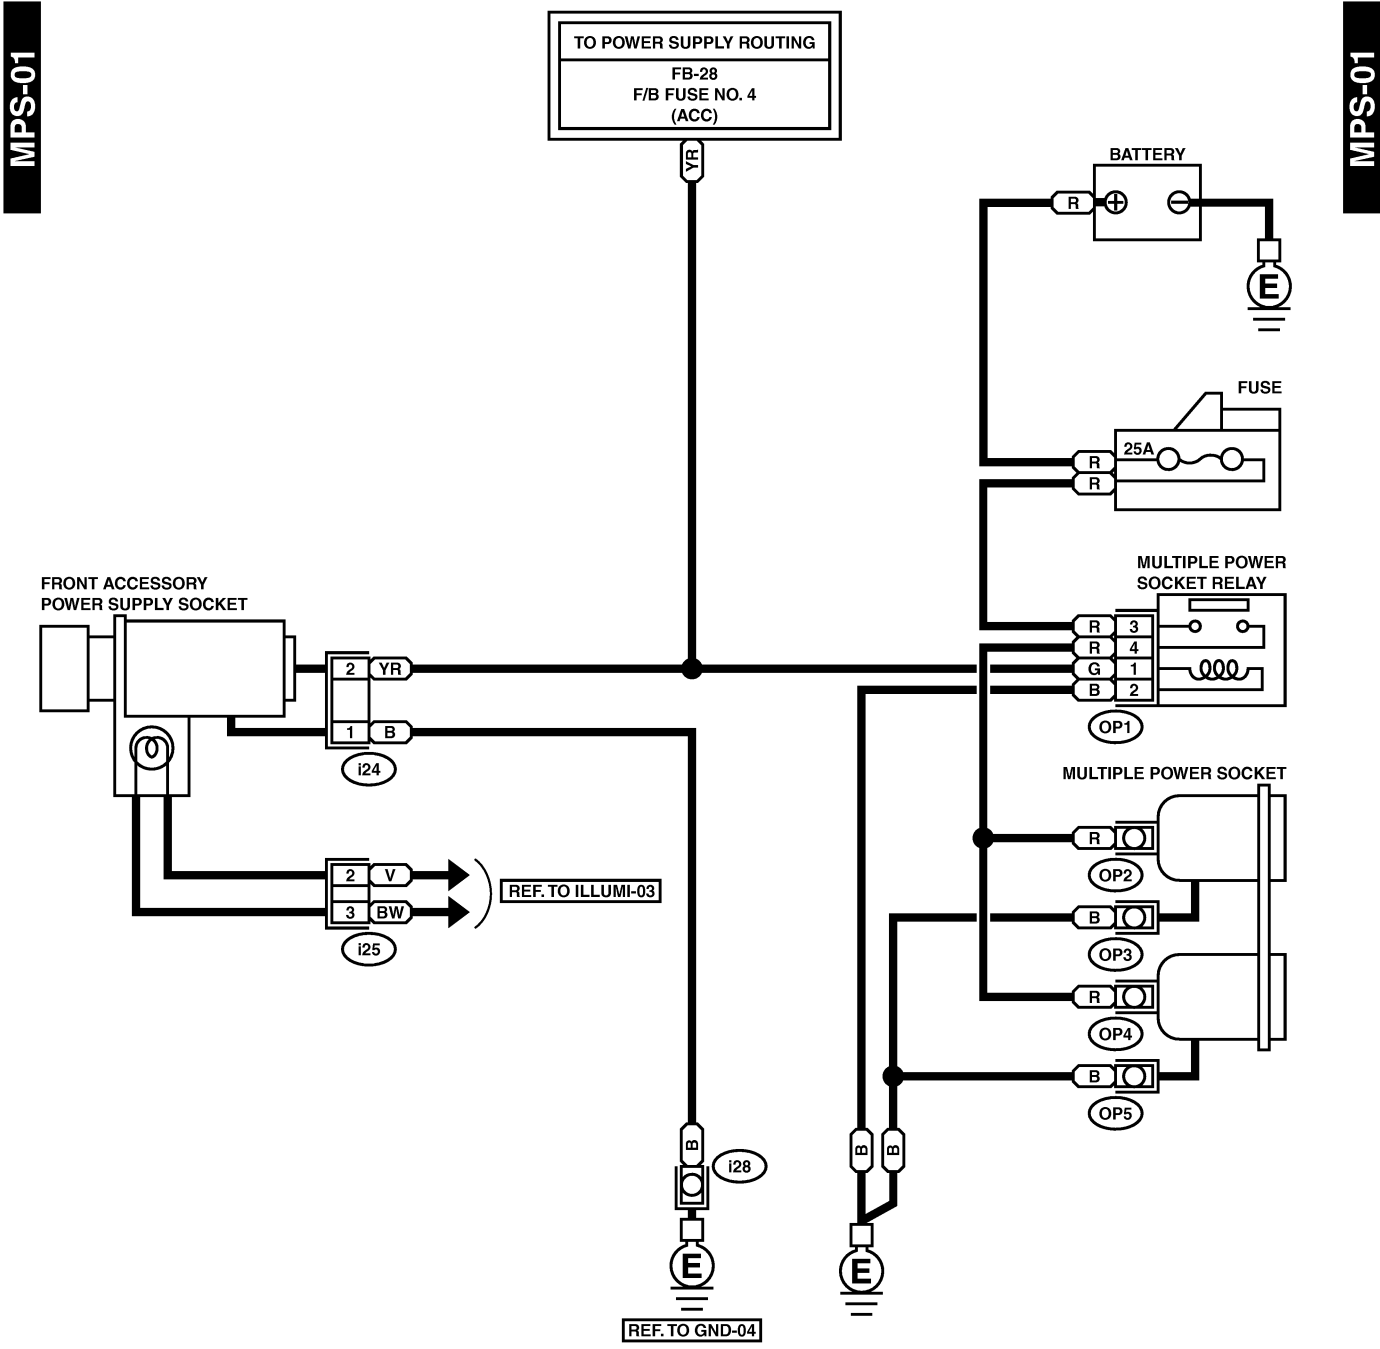 MPS-01
MPS-01
TO POWER SUPPLY ROUTING
FB-28
F/B FUSE NO. 4
(ACC)
YR
BATTERY
R
E
FUSE
25A
R
R
MULTIPLE POWER
SOCKET RELAY
R 3
R 4
G 1
B 2
OP1
FRONT ACCESSORY
POWER SUPPLY SOCKET
2 YR
1 B
i24
2 V
3 BW
i25
REF. TO ILLUMI-03
MULTIPLE POWER SOCKET
R
OP2
B
OP3
R
OP4
B
OP5
B
i28
E
REF. TO GND-04
B
B
E